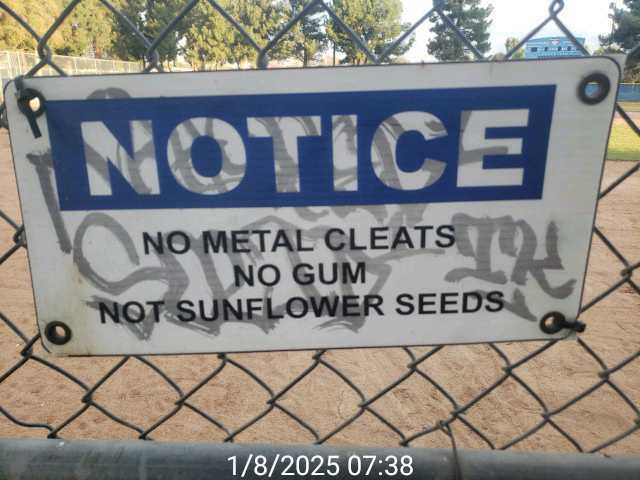 NOTICE
NO METAL CLEATS
NO GUM
NOT SUNFLOWER SEEDS
1/8/2025 07:38